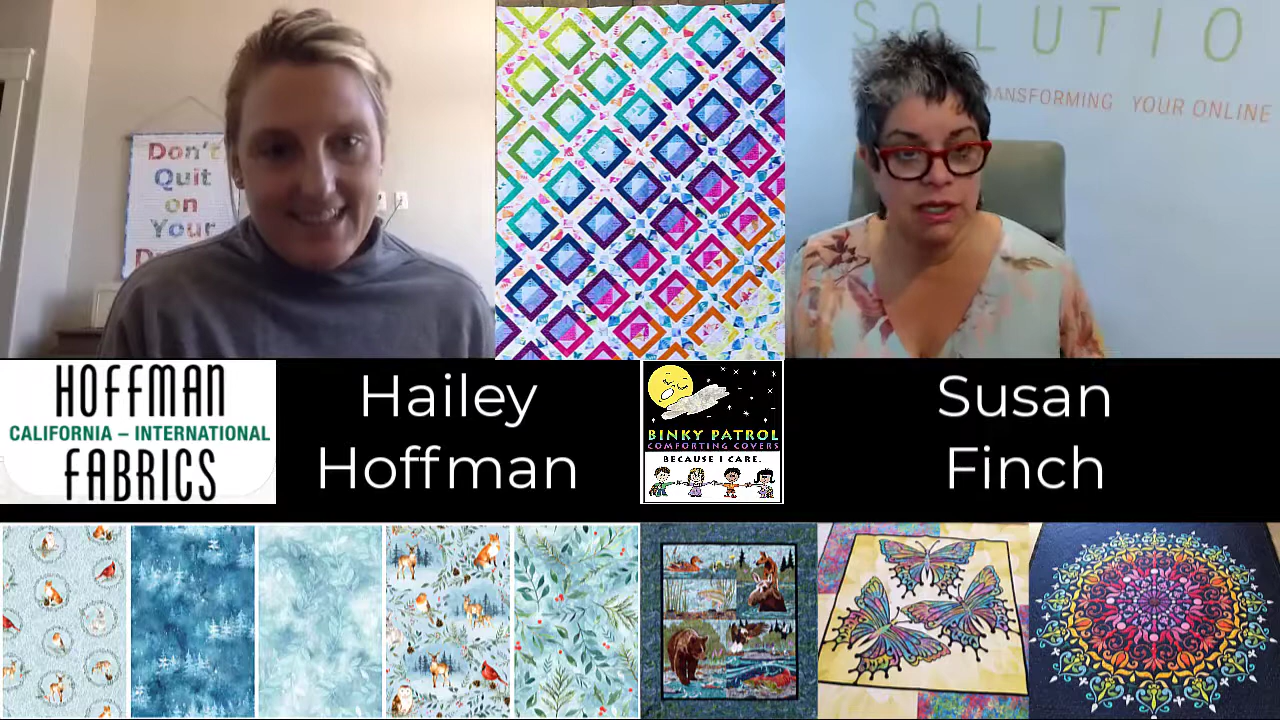 Don't
Quit
on
Your
SOLUTIO
ANSFORMING YOUR ONLINE
HOFFMAN
CALIFORNIA – INTERNATIONAL
FABRICS
Hailey
Hoffman
BINKY PATROL
COMFORTING COVERS
BECAUSE I CARE.
Susan
Finch